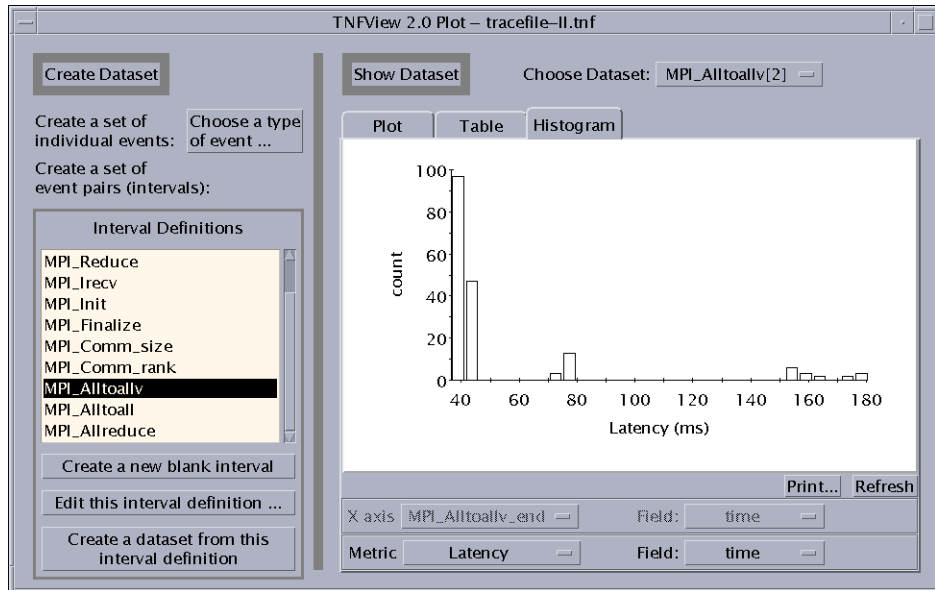 TNFView 2.0 Plot – tracefile–II.tnf
Create Dataset
Create a set of
individual events:
Choose a type
of event ...
Create a set of
event pairs (intervals):
Interval Definitions
MPI_Reduce
MPI_Irecv
MPI_Init
MPI_Finalize
MPI_Comm_size
MPI_Comm_rank
MPI_Alltoallv
MPI_Alltoall
MPI_Allreduce
Create a new blank interval
Edit this interval definition ...
Create a dataset from this
interval definition
Show Dataset
Choose Dataset: MPI_Alltoallv[2]
Plot Table Histogram
100
80
60
40
20
0
count
40 60 80 100 120 140 160 180
Latency (ms)
Print... Refresh
X axis MPI_Alltoallv_end Field: time
Metric Latency Field: time